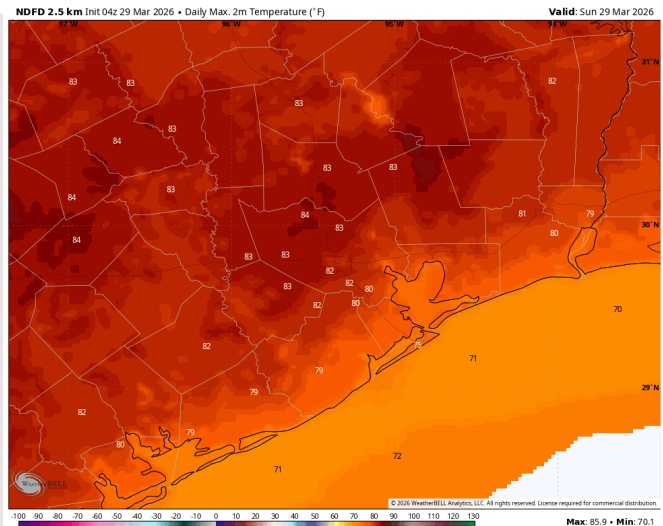 NDFD 2.5 km Init 04z 29 Mar 2026 • Daily Max. 2m Temperature (°F)
Valid: Sun 29 Mar 2026
97°W 96°W 95°W 93°W
31°N
83 83 82
83
83
84
83 83
83
84
84 81 79
83
84 80
83 83
82
83 82 80
82 80
70
75
82 71
79
29°N
79
82
79
80
72
71
30°N
WeatherBELL
© 2026 WeatherBELL Analytics, LLC. All rights reserved. License required for commercial distribution.
-100 -90 -80 -70 -60 -50 -40 -30 -20 -10 0 10 20 30 40 50 60 70 80 90 100 110 120 130
Max: 85.9 • Min: 70.1